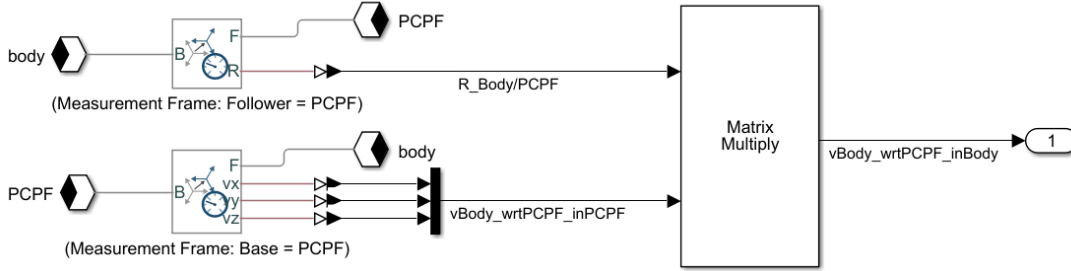 PCPF
body
B
F
R
R_Body/PCPF
(Measurement Frame: Follower = PCPF)
Matrix
Multiply
vBody_wrtPCPF_inBody
1
body
PCPF
B
F
vx
vy
vz
vBody_wrtPCPF_inPCPF
(Measurement Frame: Base = PCPF)